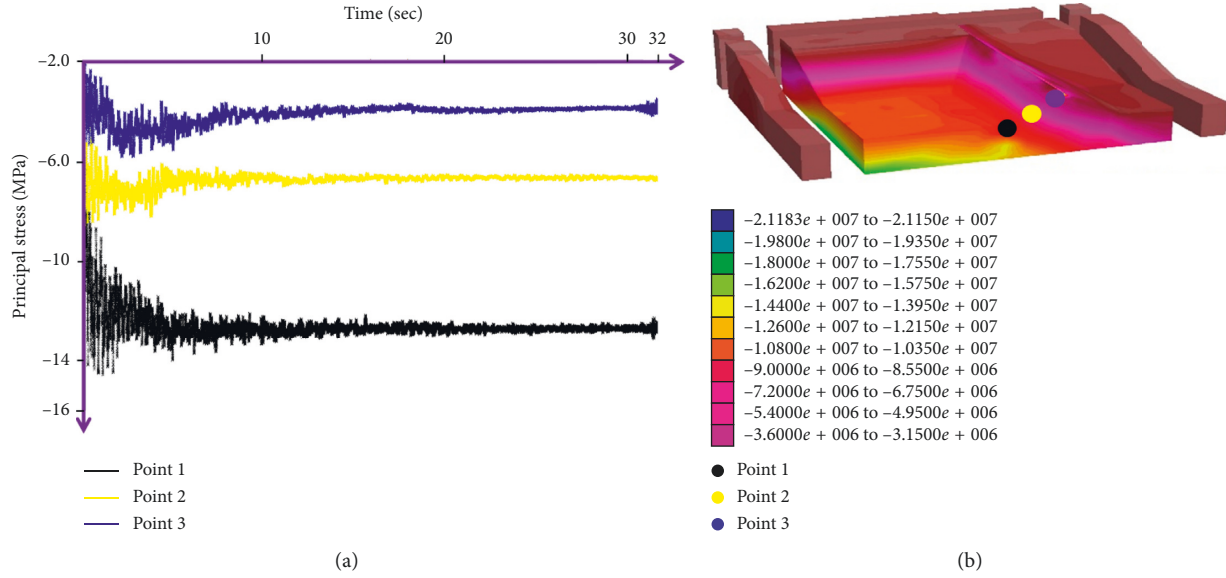 Time (sec)
10
20
30
32
–2.0
–6.0
–8
–10
–14
–16
Principal stress (MPa)
Point 1
Point 2
Point 3
(a)
–2.1183e + 007 to –2.1150e + 007
–1.9800e + 007 to –1.9350e + 007
–1.8000e + 007 to –1.7550e + 007
–1.6200e + 007 to –1.5750e + 007
–1.4400e + 007 to –1.3950e + 007
–1.2600e + 007 to –1.2150e + 007
–1.0800e + 007 to –1.0350e + 007
–9.0000e + 006 to –8.5500e + 006
–7.2000e + 006 to –6.7500e + 006
–5.4000e + 006 to –4.9500e + 006
–3.6000e + 006 to –3.1500e + 006
Point 1
Point 2
Point 3
(b)